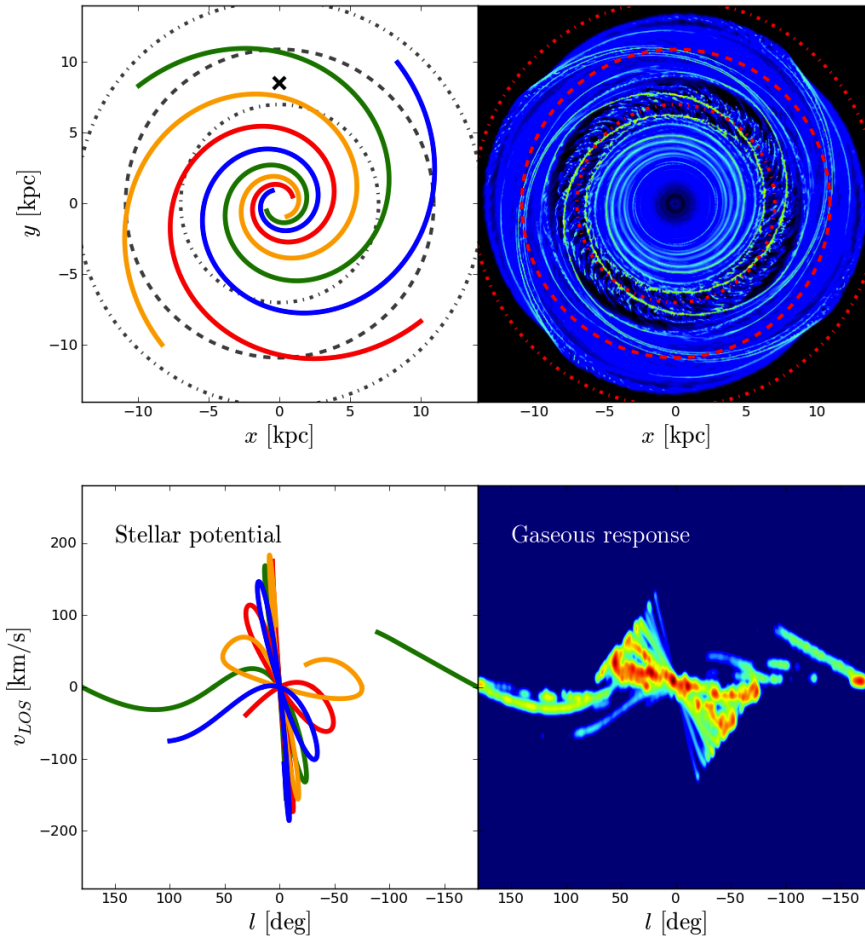 10
5
0
−5
−10
y [kpc]
−10 −5 0 5 10
x [kpc]
−10 −5 0 5 10
x [kpc]
Stellar potential
200
100
0
−100
−200
v_LOS [km/s]
150 100 50 0 −50 −100 −150
l [deg]
Gaseous response
150 100 50 0 −50 −100 −150
l [deg]